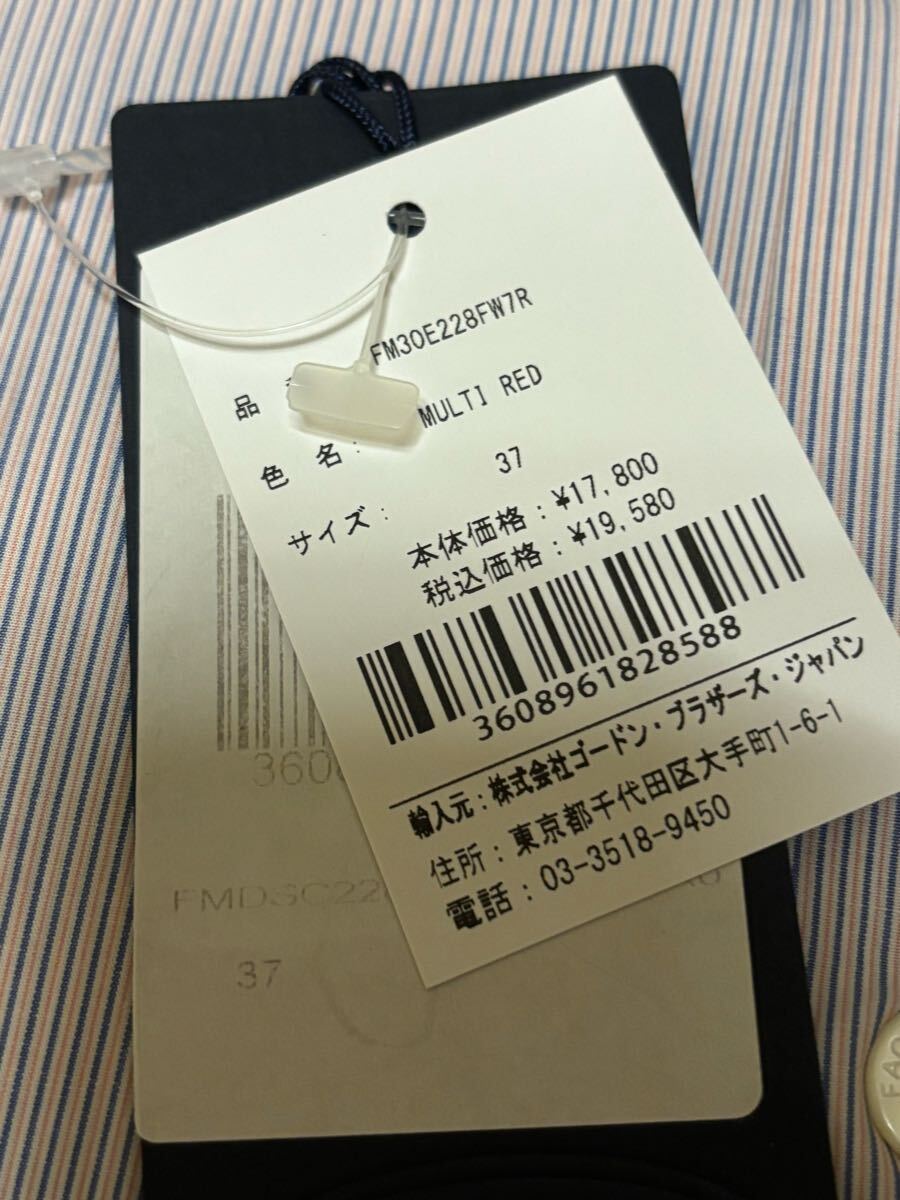 品
FM30E228FW7R
色 名:
MULTI RED
サイズ:
37
本体価格:¥17,800
税込価格:¥19,580
3608961828588
輸入元:株式会社ゴードン・ブラザーズ・ジャパン
住所:東京都千代田区大手町1-6-1
電話:03-3518-9450
360
FMDSC22
37